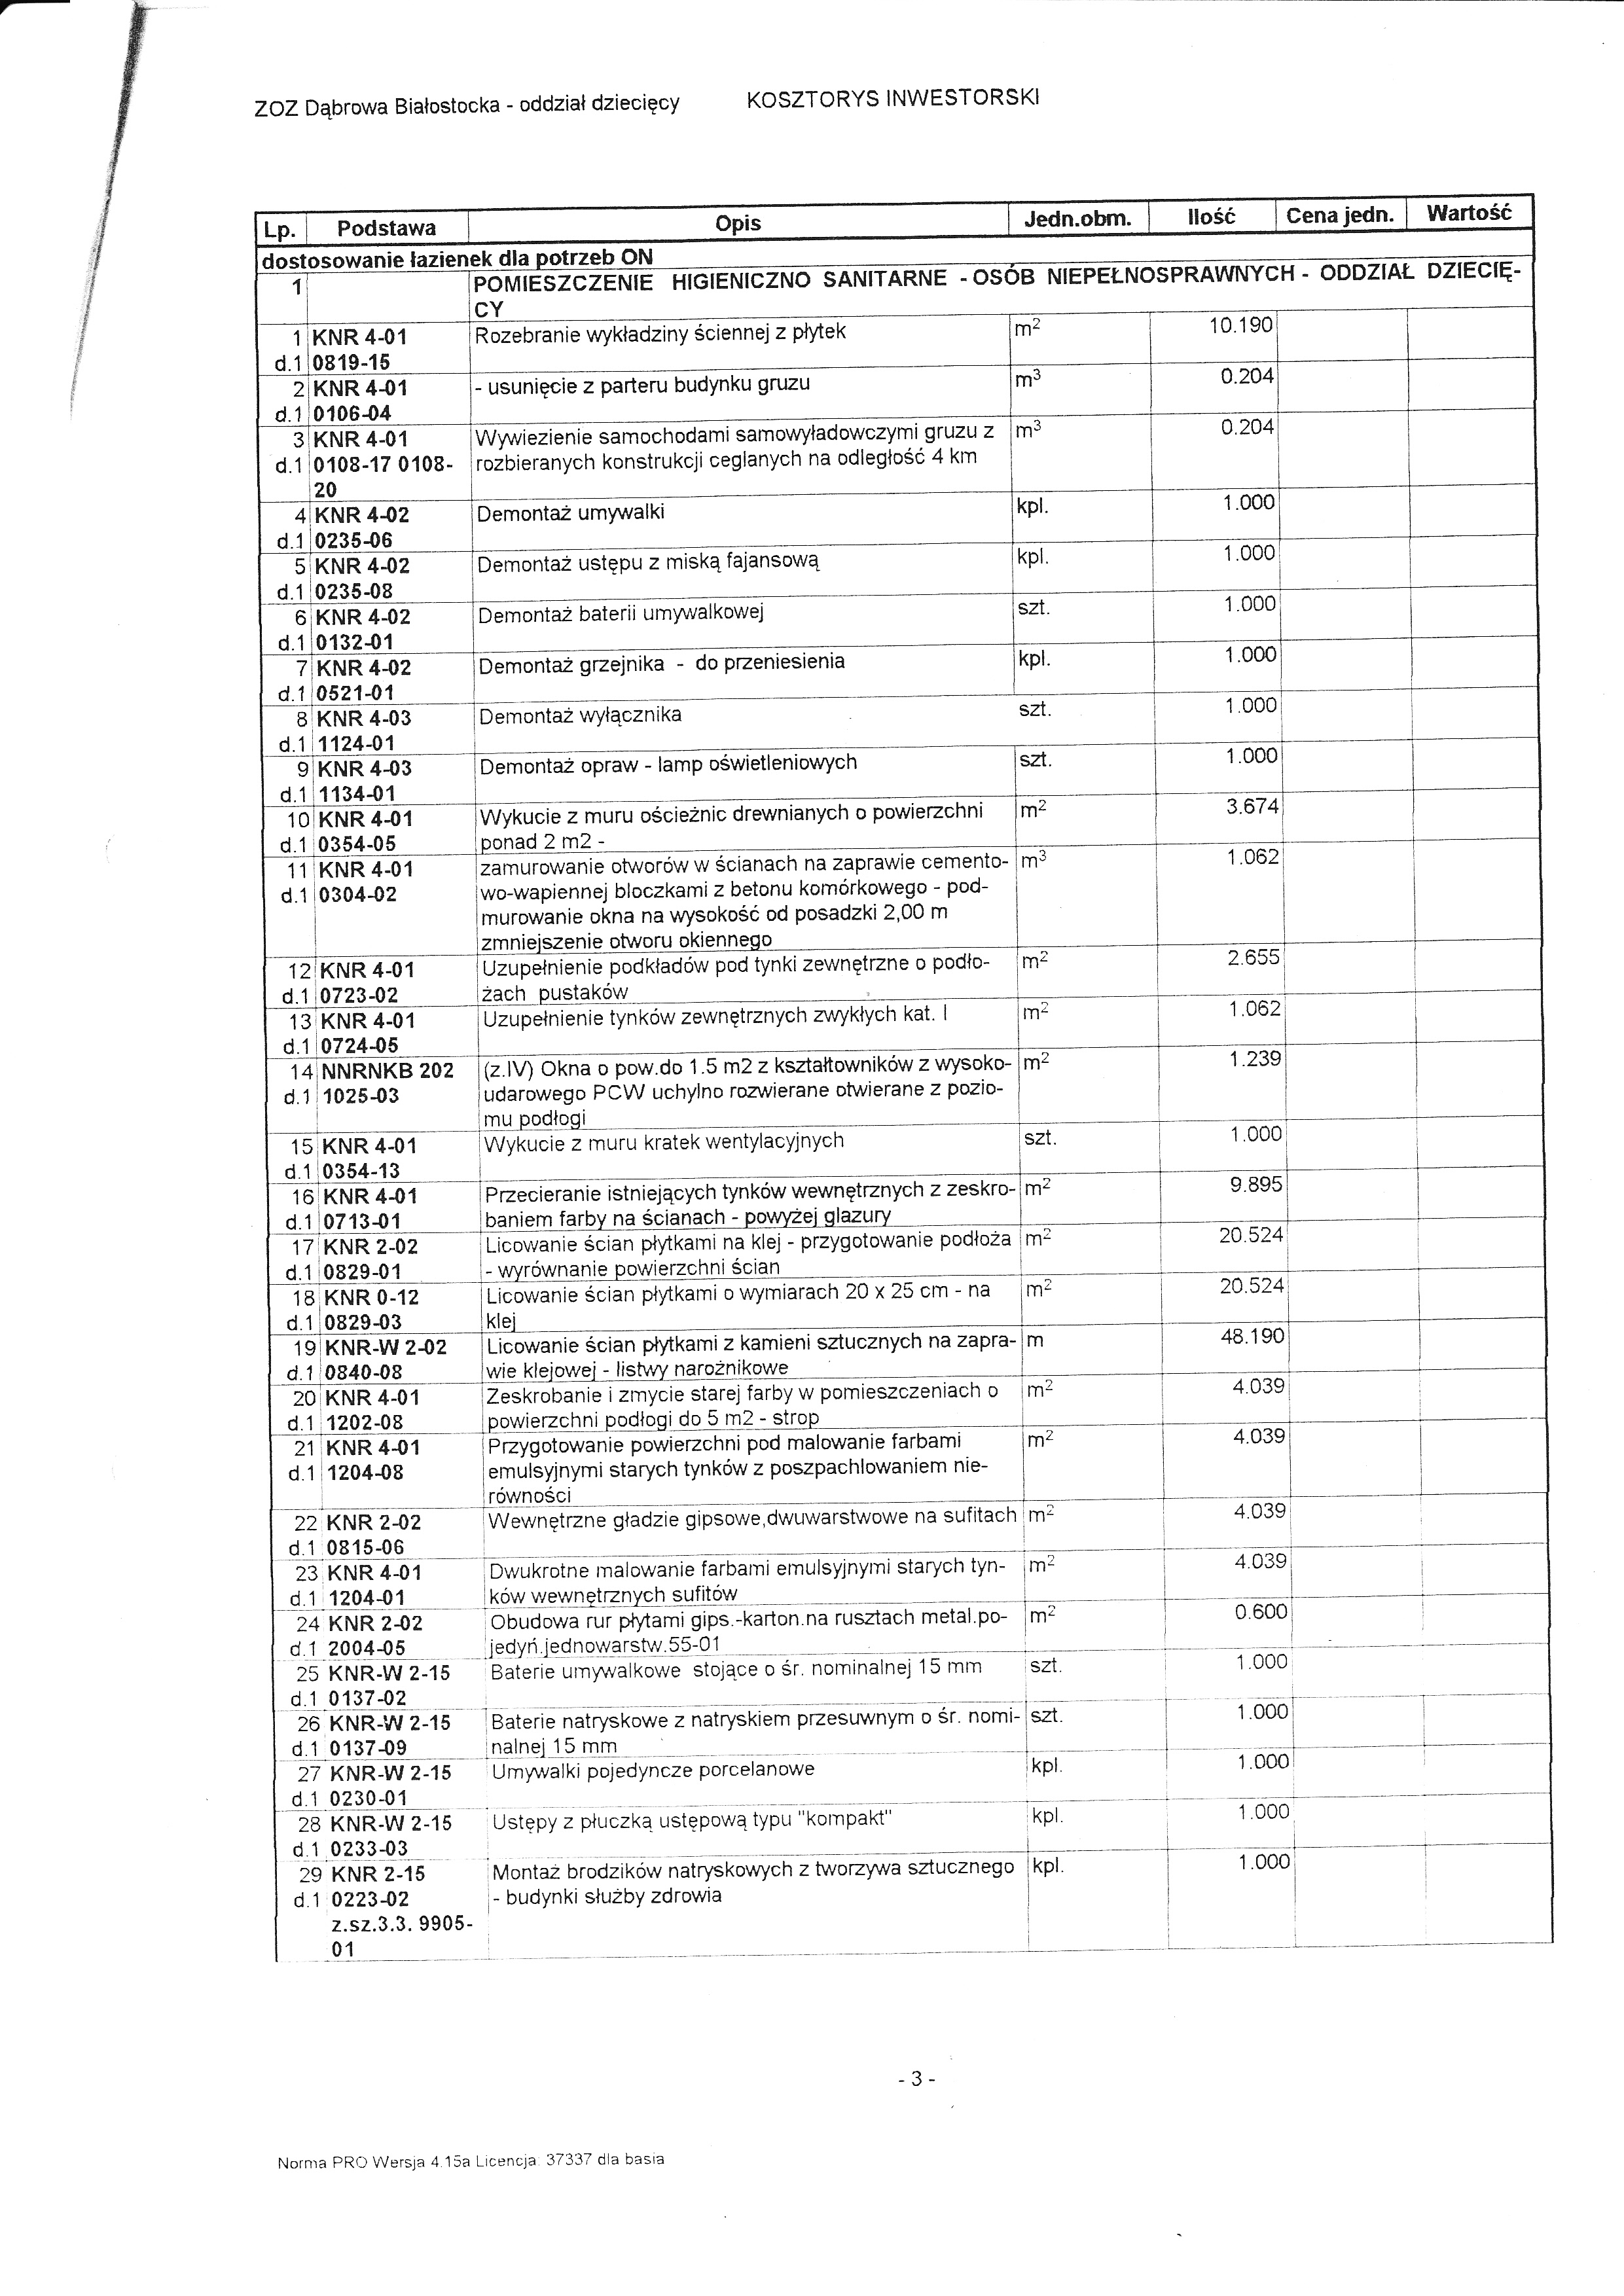 ZOZ Dąbrowa Białostocka - oddział dziecięcy KOSZTORYS INWESTORSKI
Lp. Podstawa Opis Jedn.obm. Ilość Cena jedn. Wartość
dostosowanie łazienek dla potrzeb ON
1 POMIESZCZENIE HIGIENICZNO SANITARNE - OSÓB NIEPEŁNOSPRAWNYCH - ODDZIAŁ DZIECIĘ-
CY
1 KNR 4-01 Rozebranie wykładziny ściennej z płytek m2 10.190
d.1 0819-15
2 KNR 4-01 - usunięcie z parteru budynku gruzu m3 0.204
d.1 0106-04
3 KNR 4-01 Wywiezienie samochodami samowyładowczymi gruzu z m3 0.204
d.1 0108-17 0108- rozbieranych konstrukcji ceglanych na odległość 4 km
20
4 KNR 4-02 Demontaż umywalki kpl. 1.000
d.1 0235-06
5 KNR 4-02 Demontaż ustępu z miską fajansową kpl. 1.000
d.1 0235-08
6 KNR 4-02 Demontaż baterii umywalkowej szt. 1.000
d.1 0132-01
7 KNR 4-02 Demontaż grzejnika - do przeniesienia kpl. 1.000
d.1 0521-01
8 KNR 4-03 Demontaż wyłącznika szt. 1.000
d.1 1124-01
9 KNR 4-03 Demontaż opraw - lamp oświetleniowych szt. 1.000
d.1 1134-01
10 KNR 4-01 Wykucie z muru ościeżnic drewnianych o powierzchni m2 3.674
d.1 0354-05 ponad 2 m2 -
11 KNR 4-01 zamurowanie otworów w ścianach na zaprawie cemento- m3 1.062
d.1 0304-02 wo-wapiennej bloczkami z betonu komórkowego - pod-
murowanie okna na wysokość od posadzki 2,00 m
zmniejszenie otworu okiennego
12 KNR 4-01 Uzupełnienie podkładów pod tynki zewnętrzne o podło- m2 2.655
d.1 0723-02 żach pustaków
13 KNR 4-01 Uzupełnienie tynków zewnętrznych zwykłych kat. I m2 1.062
d.1 0724-05
14 NNRNKB 202 (z.IV) Okna o pow.do 1.5 m2 z kształtowników z wysoko- m2 1.239
d.1 1025-03 udarowego PCW uchylno rozwierane otwierane z pozio-
mu podłogi
15 KNR 4-01 Wykucie z muru kratek wentylacyjnych szt. 1.000
d.1 0354-13
16 KNR 4-01 Przecieranie istniejących tynków wewnętrznych z zeskro- m2 9.895
d.1 0713-01 baniem farby na ścianach - powyżej glazury
17 KNR 2-02 Licowanie ścian płytkami na klej - przygotowanie podłoża m2 20.524
d.1 0829-01 - wyrównanie powierzchni ścian
18 KNR 0-12 Licowanie ścian płytkami o wymiarach 20 x 25 cm - na m2 20.524
d.1 0829-03 klej
19 KNR-W 2-02 Licowanie ścian płytkami z kamieni sztucznych na zapra- m 48.190
d.1 0840-08 wie klejowej - listwy narożnikowe
20 KNR 4-01 Zeskrobanie i zmycie starej farby w pomieszczeniach o m2 4.039
d.1 1202-08 powierzchni podłogi do 5 m2 - strop
21 KNR 4-01 Przygotowanie powierzchni pod malowanie farbami m2 4.039
d.1 1204-08 emulsyjnymi starych tynków z poszpachlowaniem nie-
równości
22 KNR 2-02 Wewnętrzne gładzie gipsowe,dwuwarstwowe na sufitach m2 4.039
d.1 0815-06
23 KNR 4-01 Dwukrotne malowanie farbami emulsyjnymi starych tyn- m2 4.039
d.1 1204-01 ków wewnętrznych sufitów
24 KNR 2-02 Obudowa rur płytami gips.-karton.na rusztach metal.po- m2 0.600
d.1 2004-05 jedyń.jednowarstw.55-01
25 KNR-W 2-15 Baterie umywalkowe stojące o śr. nominalnej 15 mm szt. 1.000
d.1 0137-02
26 KNR-W 2-15 Baterie natryskowe z natryskiem przesuwnym o śr. nomi- szt. 1.000
d.1 0137-09 nalnej 15 mm
27 KNR-W 2-15 Umywalki pojedyncze porcelanowe kpl. 1.000
d.1 0230-01
28 KNR-W 2-15 Ustępy z płuczką ustępową typu "kompakt" kpl. 1.000
d.1 0233-03
29 KNR 2-15 Montaż brodzików natryskowych z tworzywa sztucznego kpl. 1.000
d.1 0223-02 - budynki służby zdrowia
z.sz.3.3. 9905-
01
- 3 -
Norma PRO Wersja 4.15a Licencja: 37337 dla basia